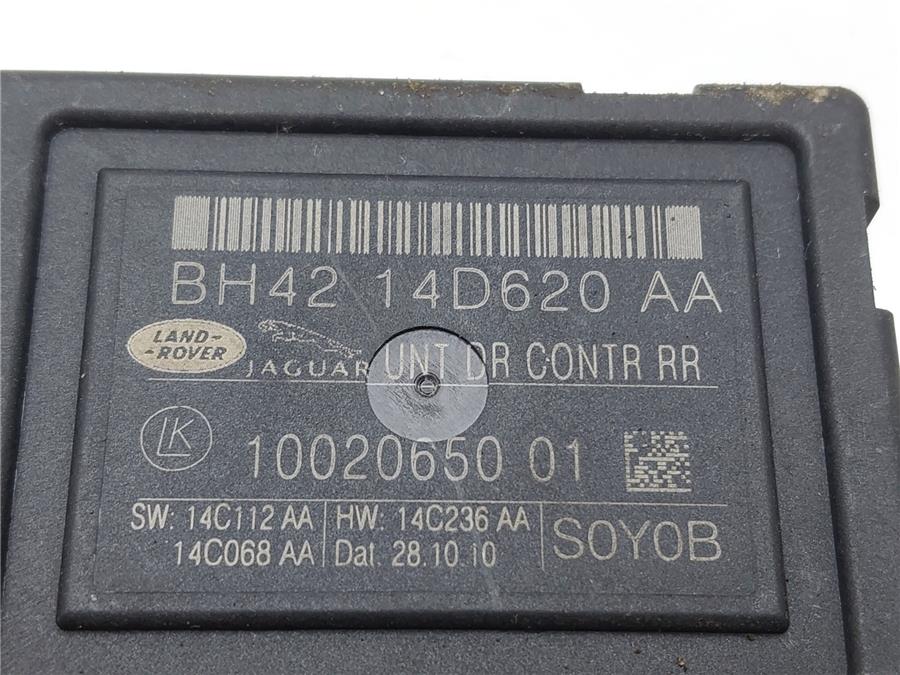 BH42 14D620 AA
LAND-
-ROVER
JAGUAR UNT DR CONTR RR
LK
10020650 01
SW: 14C112 AA HW: 14C236 AA
14C068 AA Dat. 28.10.10
S0Y0B